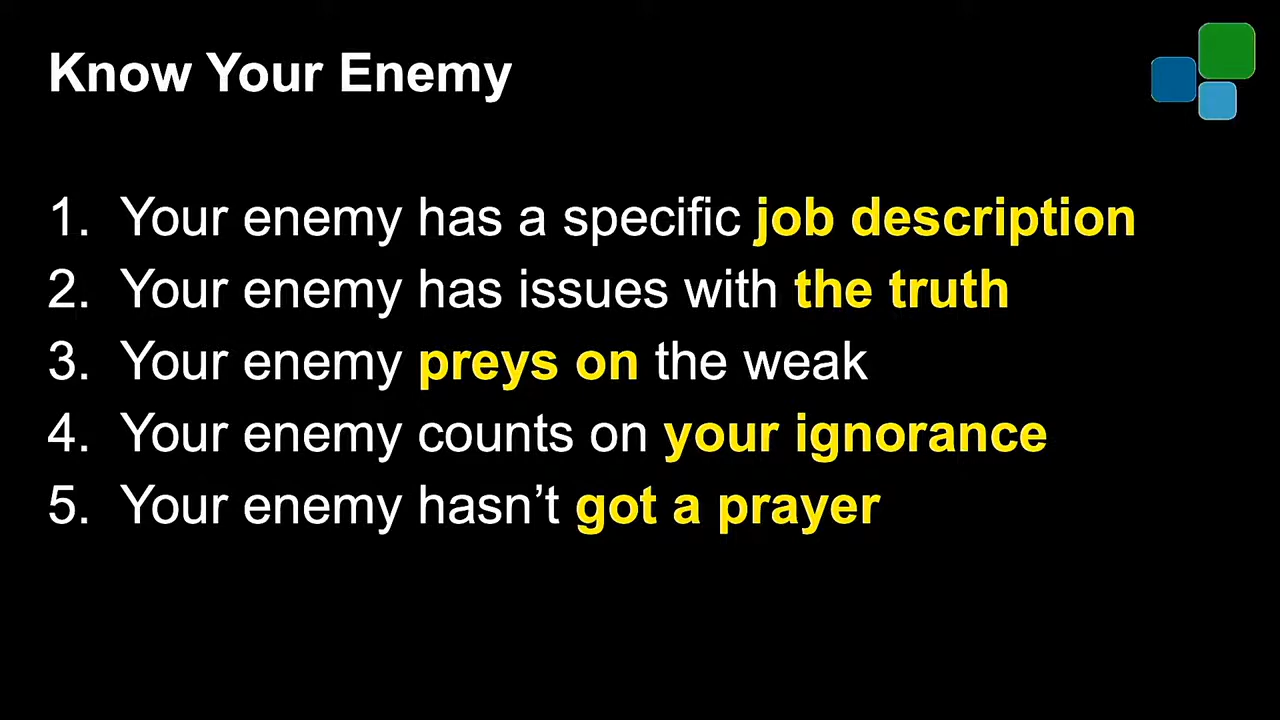 Know Your Enemy
1. Your enemy has a specific job description
2. Your enemy has issues with the truth
3. Your enemy preys on the weak
4. Your enemy counts on your ignorance
5. Your enemy hasn’t got a prayer